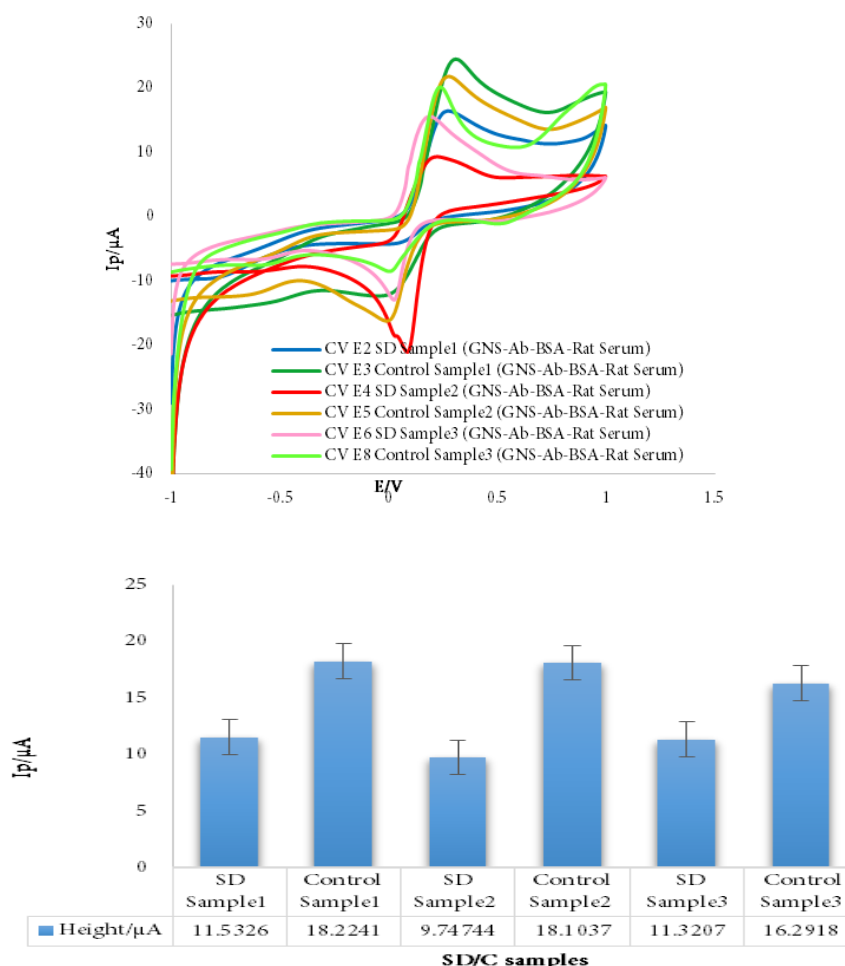 30
20
10
0
-10
-20
-30
-40
Ip/µA
CV E2 SD Sample1 (GNS-Ab-BSA-Rat Serum)
CV E3 Control Sample1 (GNS-Ab-BSA-Rat Serum)
CV E4 SD Sample2 (GNS-Ab-BSA-Rat Serum)
CV E5 Control Sample2 (GNS-Ab-BSA-Rat Serum)
CV E6 SD Sample3 (GNS-Ab-BSA-Rat Serum)
CV E8 Control Sample3 (GNS-Ab-BSA-Rat Serum)
E/V
-1 -0.5 0 0.5 1 1.5
25
20
15
10
5
0
Ip/µA
SD Control SD Control SD Control
Sample1 Sample1 Sample2 Sample2 Sample3 Sample3
Height/µA 11.5326 18.2241 9.74744 18.1037 11.3207 16.2918
SD/C samples